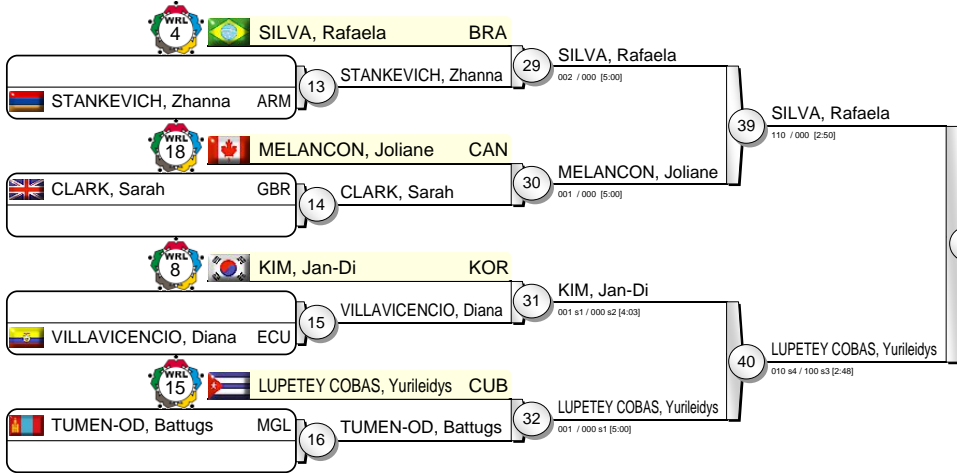 WRL
4
SILVA, Rafaela BRA
STANKEVICH, Zhanna ARM
13
STANKEVICH, Zhanna
29
SILVA, Rafaela
002 / 000 [5:00]
WRL
18
MELANCON, Joliane CAN
CLARK, Sarah GBR
14
CLARK, Sarah
30
MELANCON, Joliane
001 / 000 [5:00]
39
SILVA, Rafaela
110 / 000 [2:50]
WRL
8
KIM, Jan-Di KOR
VILLAVICENCIO, Diana ECU
15
VILLAVICENCIO, Diana
31
KIM, Jan-Di
001 s1 / 000 s2 [4:03]
WRL
15
LUPETEY COBAS, Yurileidys CUB
TUMEN-OD, Battugs MGL
16
TUMEN-OD, Battugs
32
LUPETEY COBAS, Yurileidys
001 / 000 s1 [5:00]
40
LUPETEY COBAS, Yurileidys
010 s4 / 100 s3 [2:48]